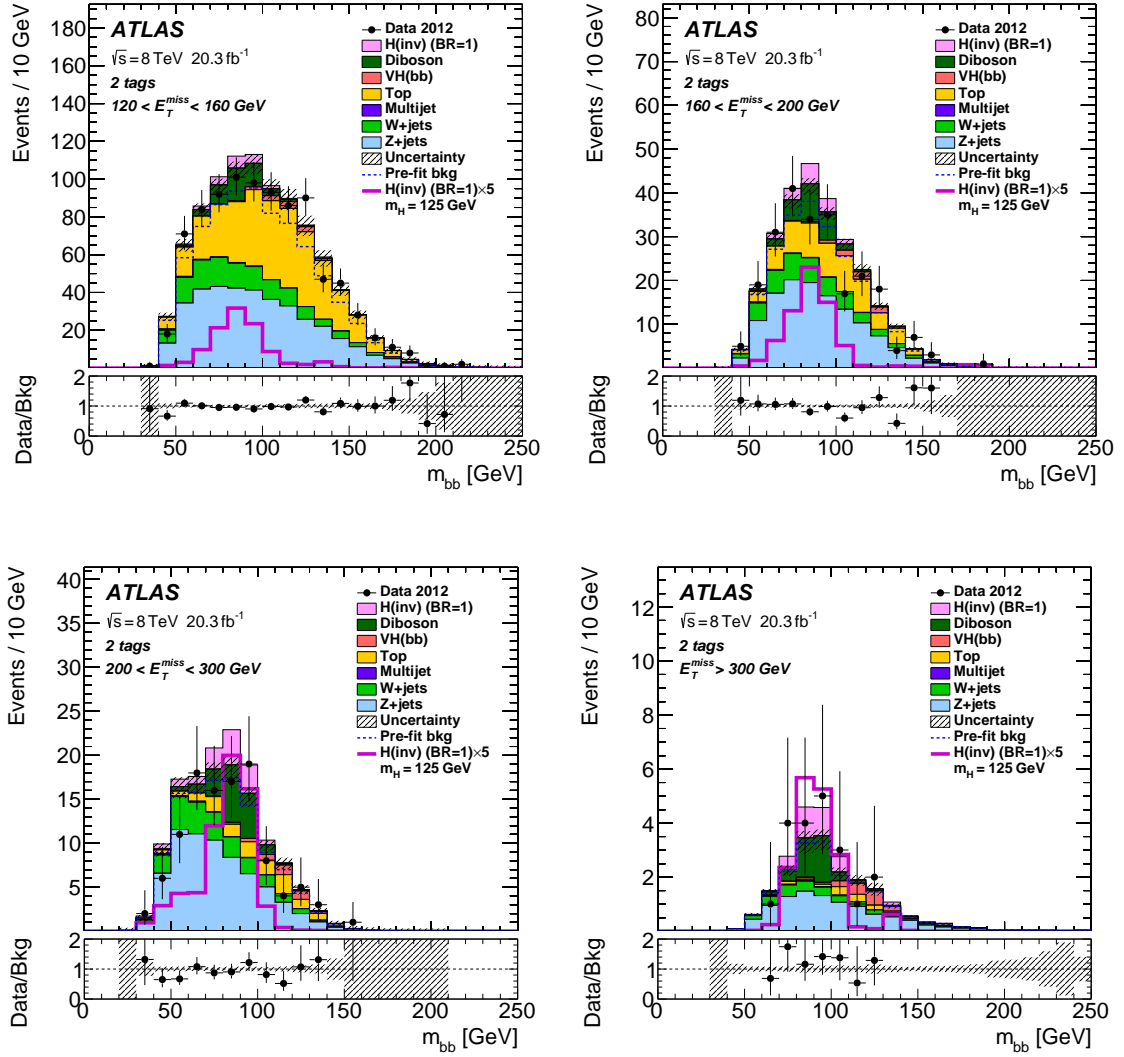 Events / 10 GeV
180
160
140
120
100
80
60
40
20
ATLAS
√s = 8 TeV 20.3 fb⁻¹
2 tags
120 < E_T^miss < 160 GeV
Data 2012
H(inv) (BR=1)
Diboson
VH(bb)
Top
Multijet
W+jets
Z+jets
Uncertainty
Pre-fit bkg
H(inv) (BR=1)×5
m_H = 125 GeV
Data/Bkg
2
1
0
0 50 100 150 200 250
m_bb [GeV]
Events / 10 GeV
80
70
60
50
40
30
20
10
ATLAS
√s = 8 TeV 20.3 fb⁻¹
2 tags
160 < E_T^miss < 200 GeV
Data 2012
H(inv) (BR=1)
Diboson
VH(bb)
Top
Multijet
W+jets
Z+jets
Uncertainty
Pre-fit bkg
H(inv) (BR=1)×5
m_H = 125 GeV
Data/Bkg
2
1
0
0 50 100 150 200 250
m_bb [GeV]
Events / 10 GeV
40
35
30
25
20
15
10
5
ATLAS
√s = 8 TeV 20.3 fb⁻¹
2 tags
200 < E_T^miss < 300 GeV
Data 2012
H(inv) (BR=1)
Diboson
VH(bb)
Top
Multijet
W+jets
Z+jets
Uncertainty
Pre-fit bkg
H(inv) (BR=1)×5
m_H = 125 GeV
Data/Bkg
2
1
0
0 50 100 150 200 250
m_bb [GeV]
Events / 10 GeV
12
10
8
6
4
2
ATLAS
√s = 8 TeV 20.3 fb⁻¹
2 tags
E_T^miss > 300 GeV
Data 2012
H(inv) (BR=1)
Diboson
VH(bb)
Top
Multijet
W+jets
Z+jets
Uncertainty
Pre-fit bkg
H(inv) (BR=1)×5
m_H = 125 GeV
Data/Bkg
2
1
0
0 50 100 150 200 250
m_bb [GeV]